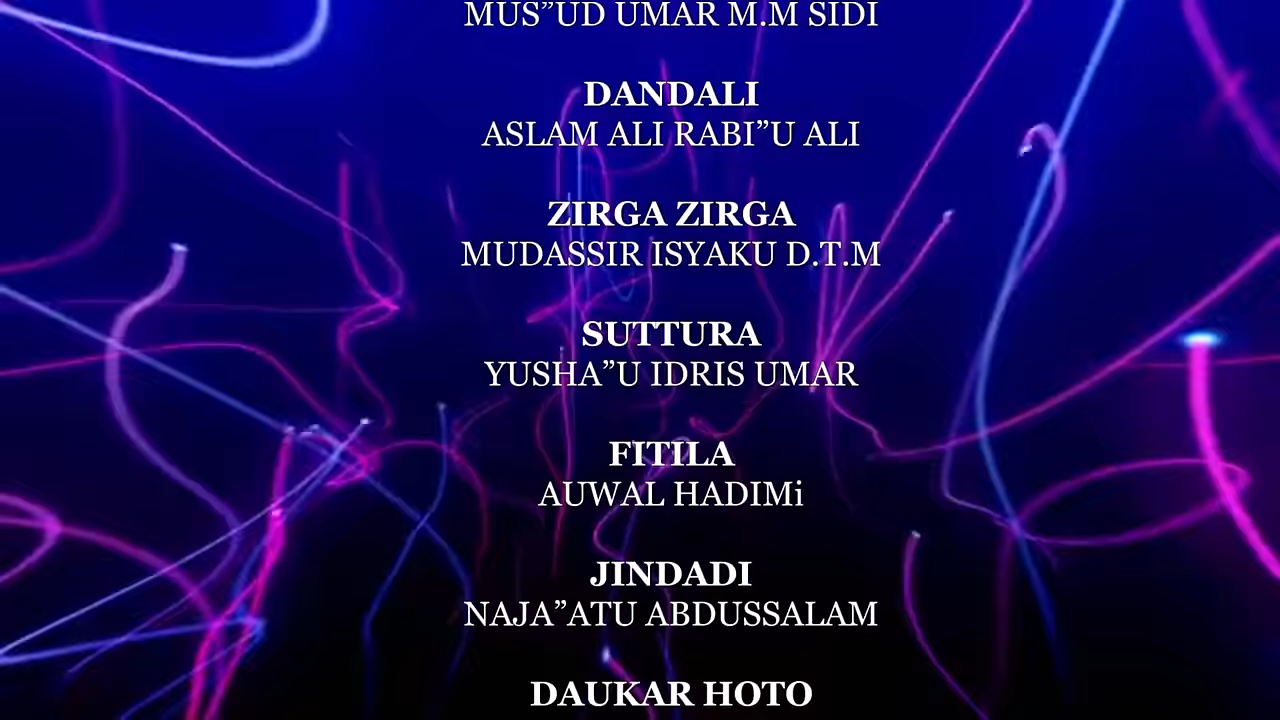 MUS”UD UMAR M.M SIDI
DANDALI
ASLAM ALI RABI”U ALI
ZIRGA ZIRGA
MUDASSIR ISYAKU D.T.M
SUTTURA
YUSHA”U IDRIS UMAR
FITILA
AUWAL HADIMi
JINDADI
NAJA”ATU ABDUSSALAM
DAUKAR HOTO